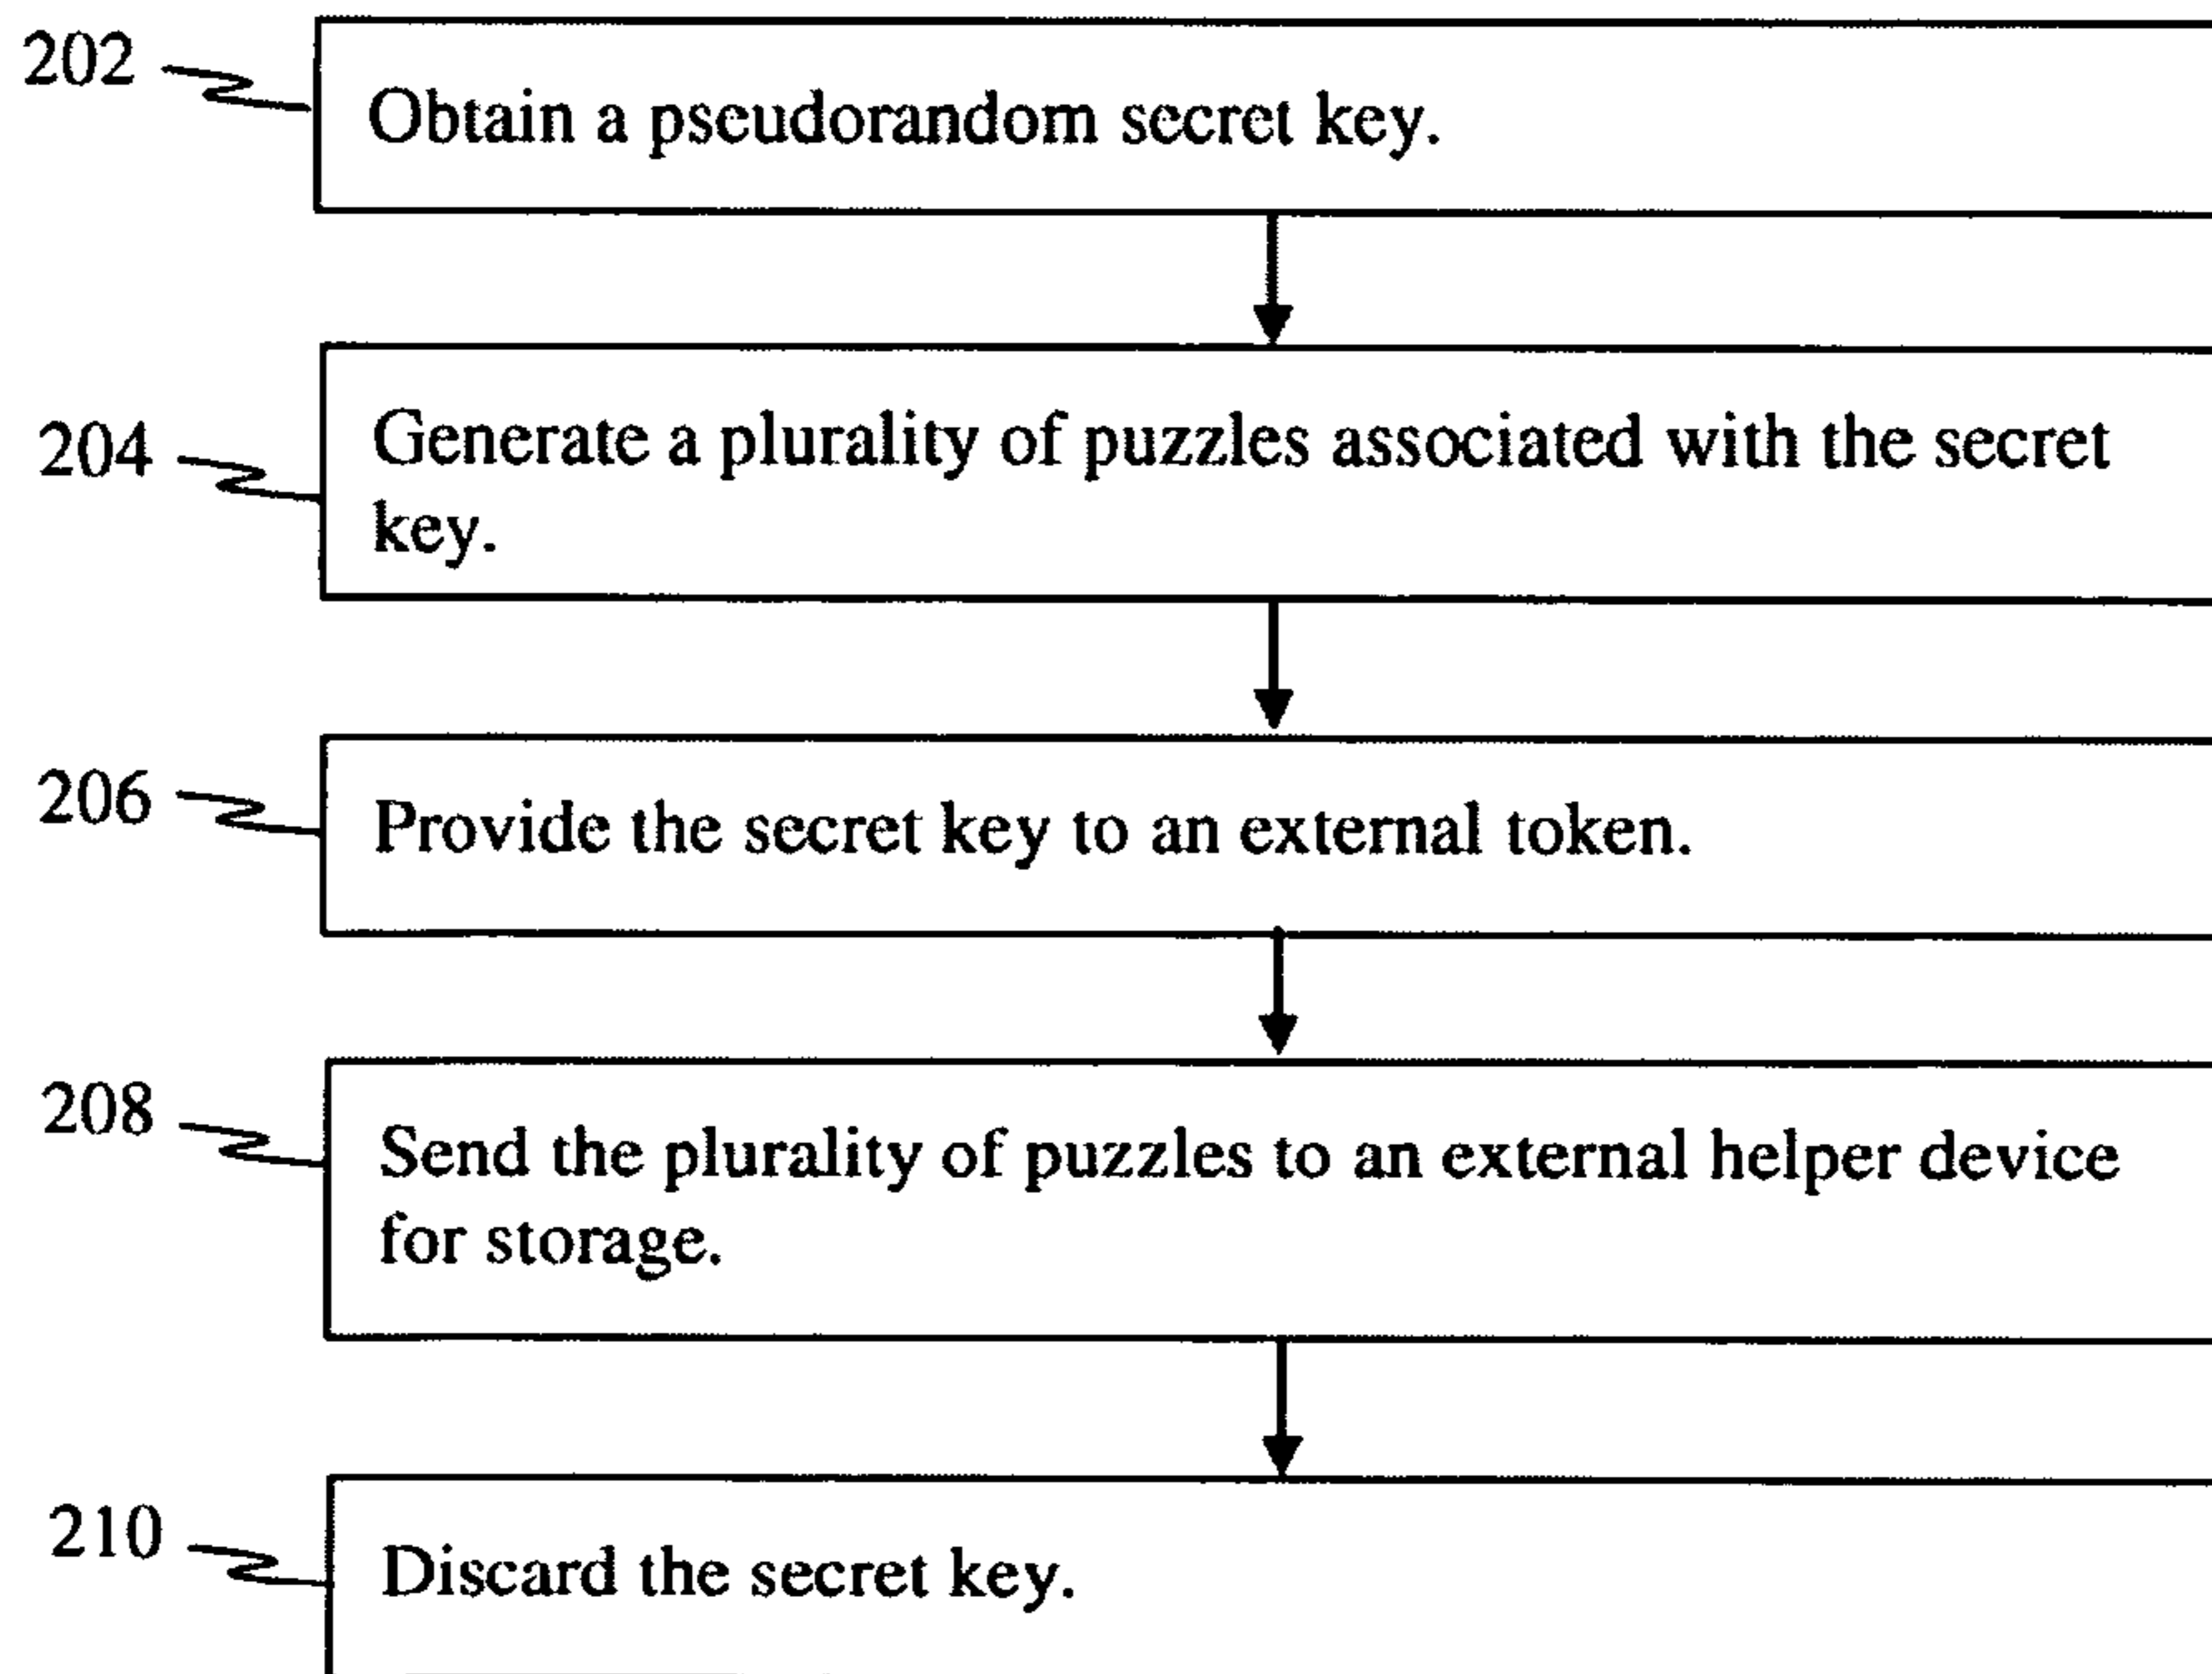 202
Obtain a pseudorandom secret key.
204
Generate a plurality of puzzles associated with the secret
key.
206
Provide the secret key to an external token.
208
Send the plurality of puzzles to an external helper device
for storage.
210
Discard the secret key.